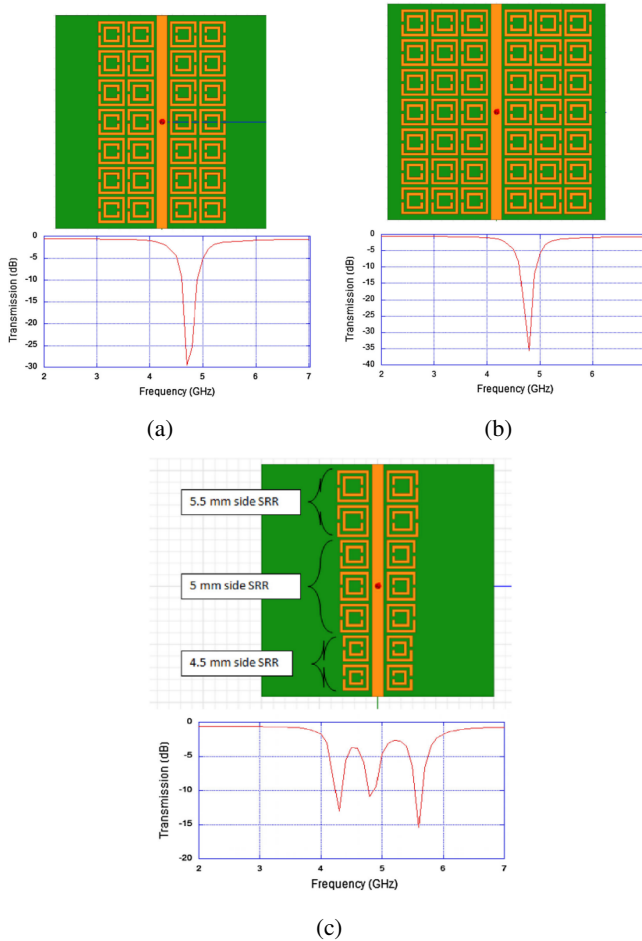 0
-5
-10
-15
-20
-25
-30
2 3 4 5 6 7
Transmission (dB)
Frequency (GHz)
(a)
0
-5
-10
-15
-20
-25
-30
-35
-40
2 3 4 5 6
Transmission (dB)
Frequency (GHz)
(b)
5.5 mm side SRR
5 mm side SRR
4.5 mm side SRR
0
-5
-10
-15
-20
2 3 4 5 6 7
Transmission (dB)
Frequency (GHz)
(c)